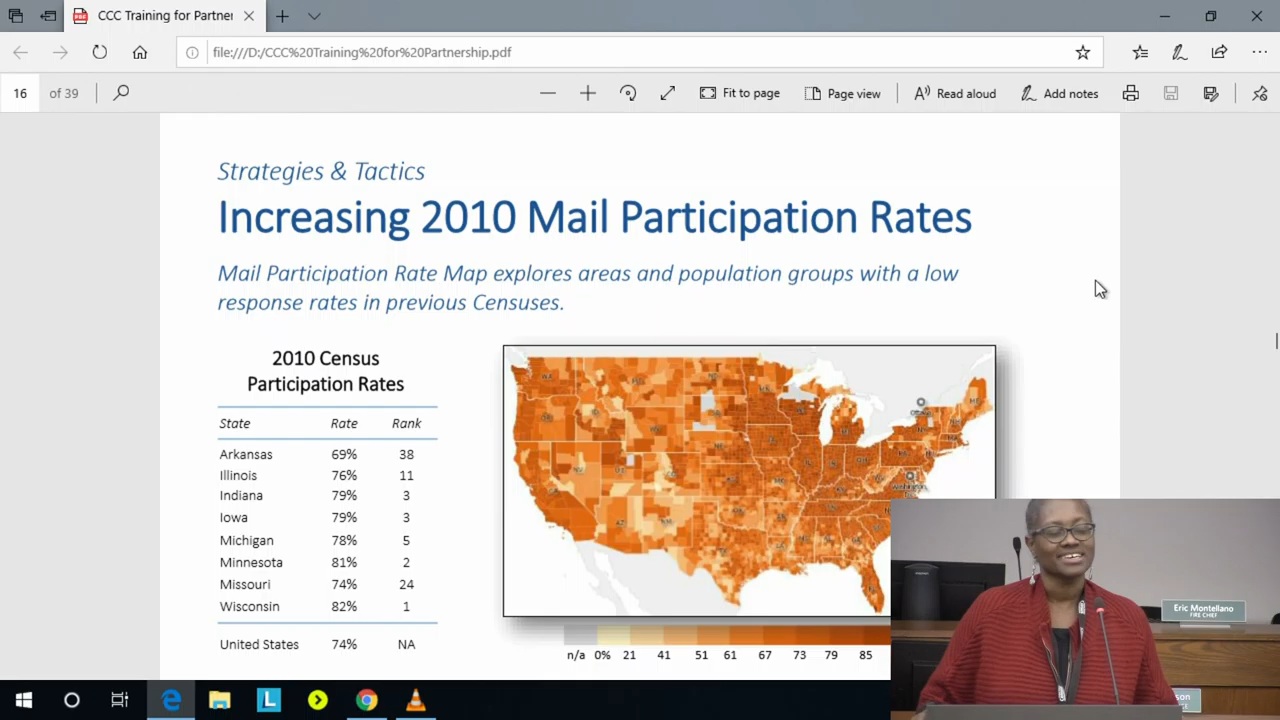 CCC Training for Partner
file:///D:/CCC%20Training%20for%20Partnership.pdf
16 of 39
Fit to page
Page view
Read aloud
Add notes
Strategies & Tactics
Increasing 2010 Mail Participation Rates
Mail Participation Rate Map explores areas and population groups with a low
response rates in previous Censuses.
2010 Census
Participation Rates
State Rate Rank
Arkansas 69% 38
Illinois 76% 11
Indiana 79% 3
Iowa 79% 3
Michigan 78% 5
Minnesota 81% 2
Missouri 74% 24
Wisconsin 82% 1
United States 74% NA
n/a 0% 21 41 51 61 67 73 79 85
Eric Montellano
FIRE CHIEF